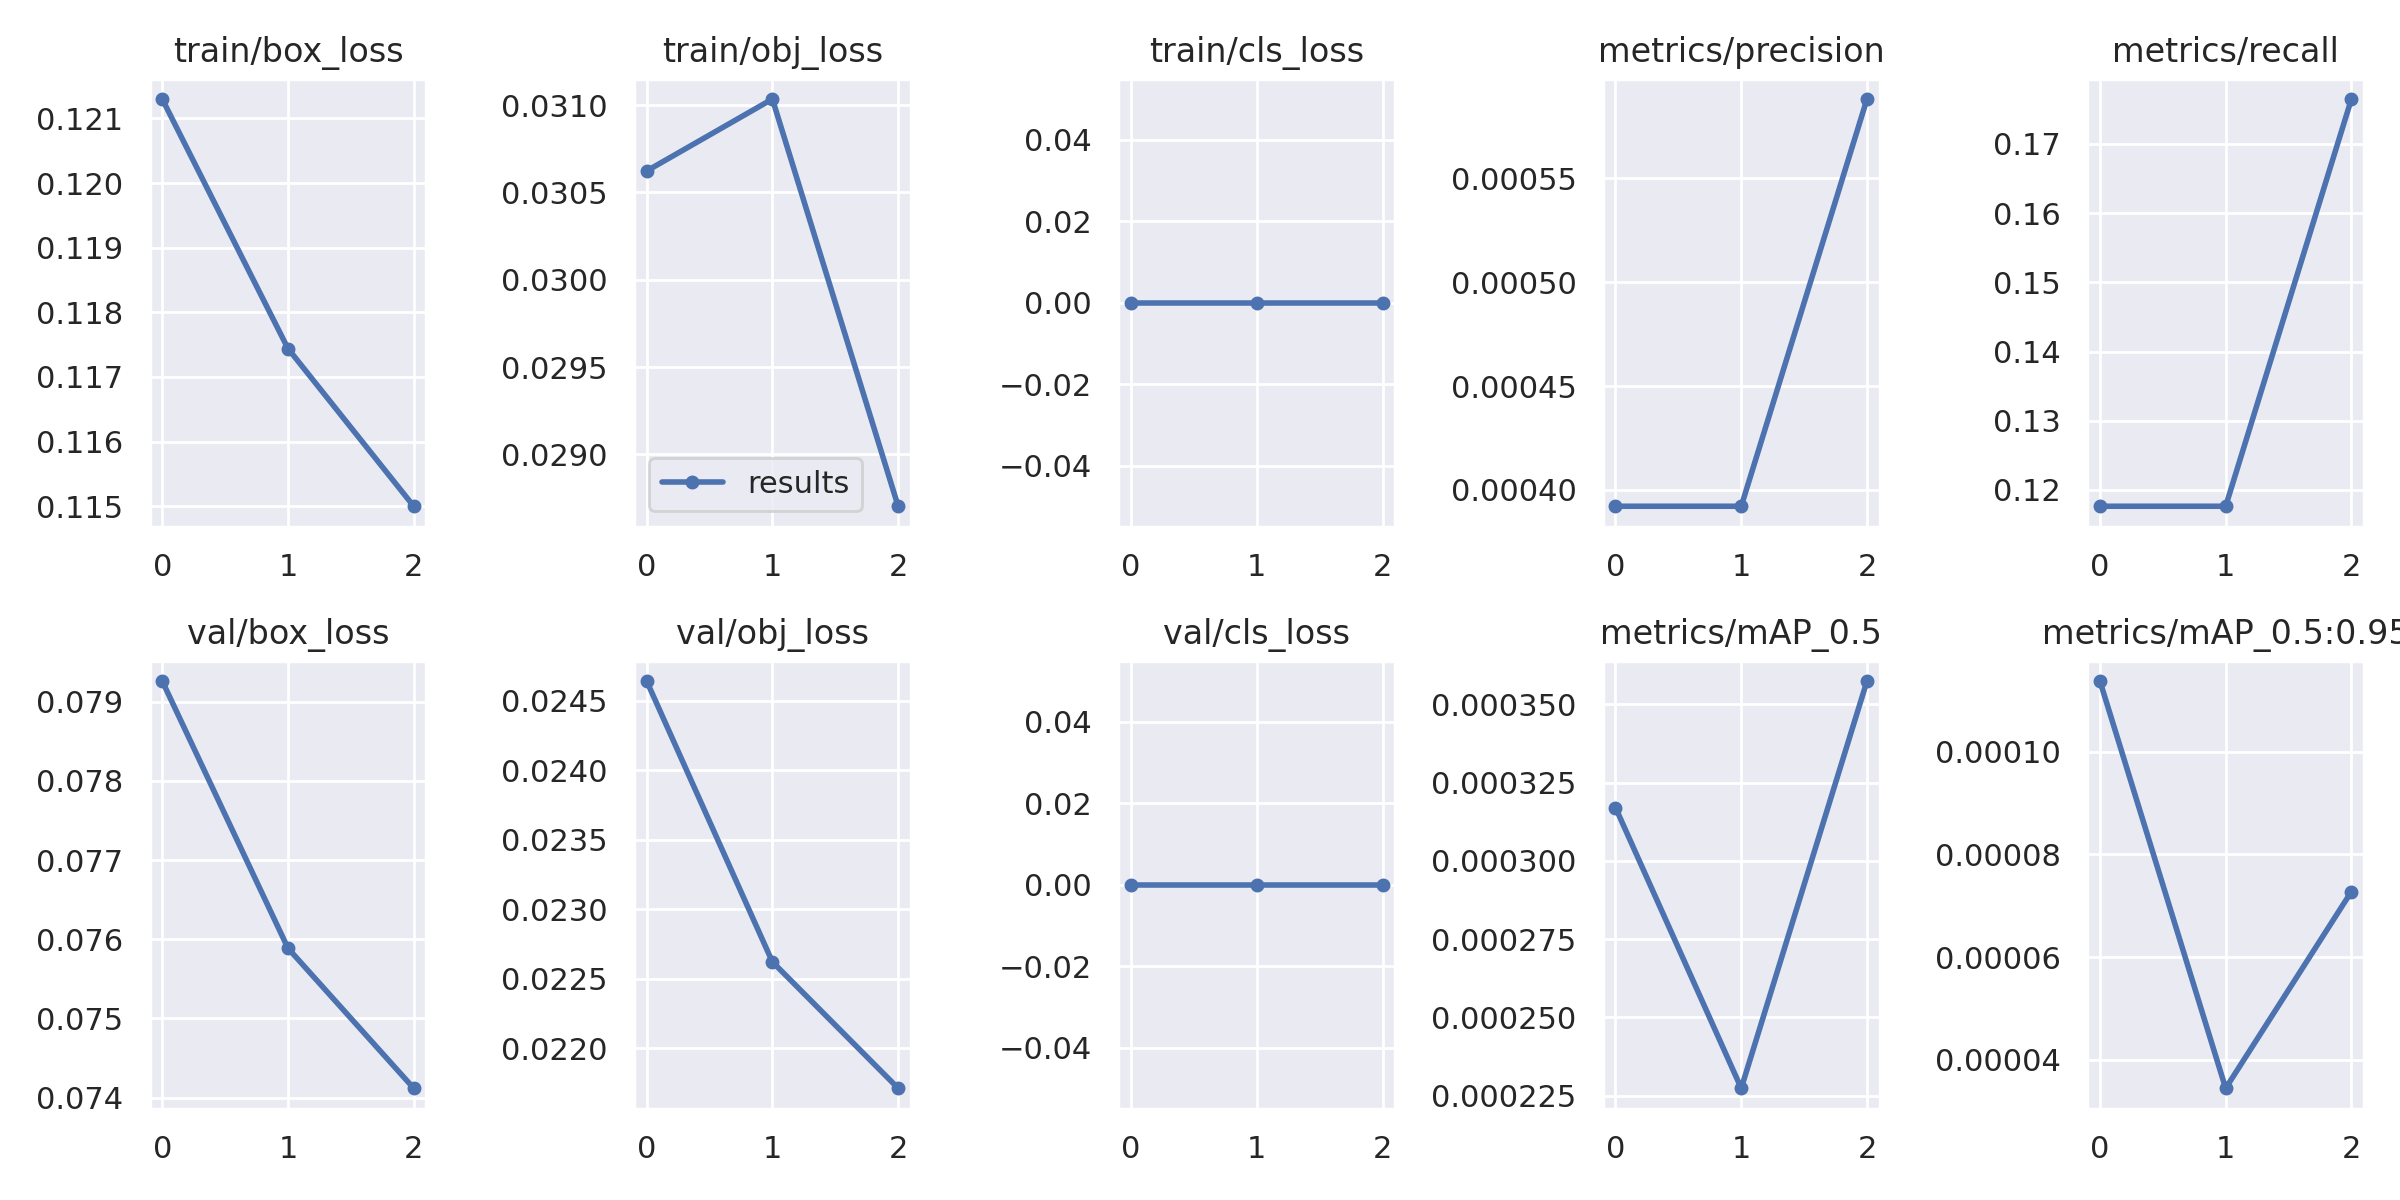 train/box_loss
0.121
0.120
0.119
0.118
0.117
0.116
0.115
0 1 2
train/obj_loss
0.0310
0.0305
0.0300
0.0295
0.0290
results
0 1 2
train/cls_loss
0.04
0.02
0.00
−0.02
−0.04
0 1 2
metrics/precision
0.00055
0.00050
0.00045
0.00040
0 1 2
metrics/recall
0.17
0.16
0.15
0.14
0.13
0.12
0 1 2
val/box_loss
0.079
0.078
0.077
0.076
0.075
0.074
0 1 2
val/obj_loss
0.0245
0.0240
0.0235
0.0230
0.0225
0.0220
0 1 2
val/cls_loss
0.04
0.02
0.00
−0.02
−0.04
0 1 2
metrics/mAP_0.5
0.000350
0.000325
0.000300
0.000275
0.000250
0.000225
0 1 2
metrics/mAP_0.5:0.95
0.00010
0.00008
0.00006
0.00004
0 1 2